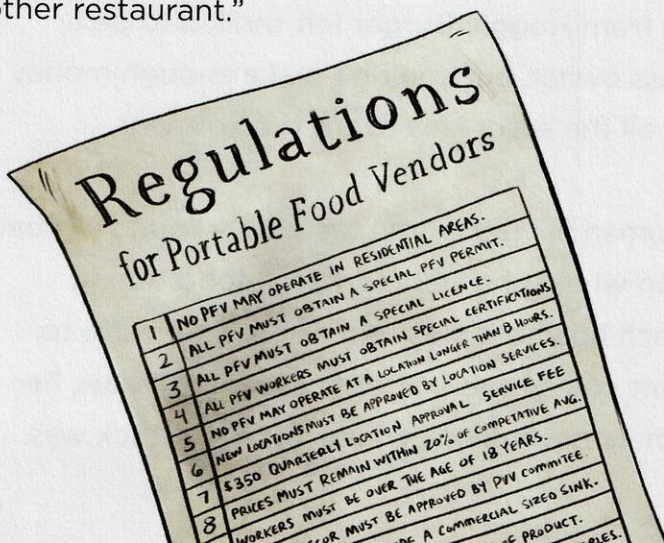 other restaurant.”
Regulations
for Portable Food Vendors
1 NO PFV MAY OPERATE IN RESIDENTIAL AREAS.
2 ALL PFV MUST OBTAIN A SPECIAL PFV PERMIT.
3 ALL PFV MUST OBTAIN A SPECIAL LICENCE.
4 ALL PFV WORKERS MUST OBTAIN SPECIAL CERTIFICATIONS
5 NO PFV MAY OPERATE AT A LOCATION LONGER THAN 8 HOURS.
6 NEW LOCATIONS MUST BE APPROVED BY LOCATION SERVICES.
7 $350 QUARTERLY LOCATION APPROVAL SERVICE FEE
8 PRICES MUST REMAIN WITHIN 20% OF COMPETATIVE AVG.
WORKERS MUST BE OVER THE AGE OF 18 YEARS.
MUST BE APPROVED BY PVV COMMITEE.
A COMMERCIAL SIZED SINK.
OF PRODUCT.